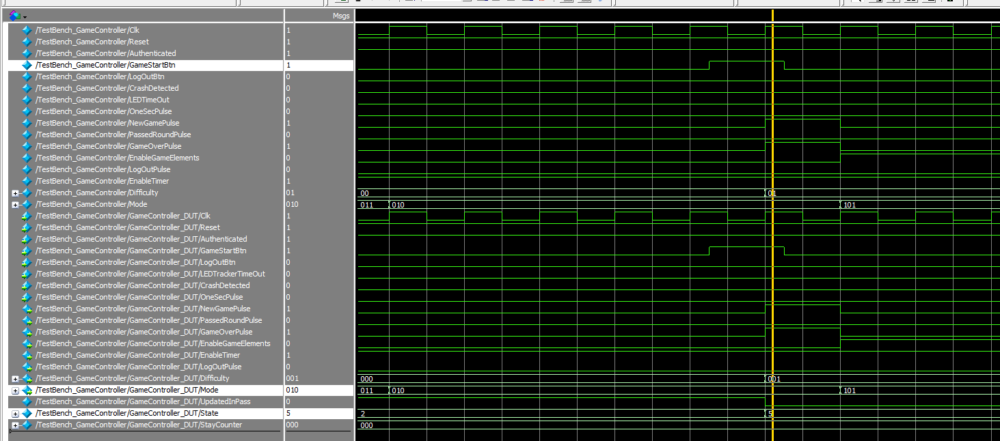 Msgs
/TestBench_GameController/Clk 1
/TestBench_GameController/Reset 1
/TestBench_GameController/Authenticated 1
/TestBench_GameController/GameStartBtn 1
/TestBench_GameController/LogOutBtn 0
/TestBench_GameController/CrashDetected 0
/TestBench_GameController/LEDTimeOut 0
/TestBench_GameController/OneSecPulse 0
/TestBench_GameController/NewGamePulse 1
/TestBench_GameController/PassedRoundPulse 0
/TestBench_GameController/GameOverPulse 1
/TestBench_GameController/EnableGameElements 0
/TestBench_GameController/LogOutPulse 0
/TestBench_GameController/EnableTimer 1
/TestBench_GameController/Difficulty 01 00 01
/TestBench_GameController/Mode 010 011 010 101
/TestBench_GameController/GameController_DUT/Clk 1
/TestBench_GameController/GameController_DUT/Reset 1
/TestBench_GameController/GameController_DUT/Authenticated 1
/TestBench_GameController/GameController_DUT/GameStartBtn 1
/TestBench_GameController/GameController_DUT/LogOutBtn 0
/TestBench_GameController/GameController_DUT/LEDTrackerTimeOut 0
/TestBench_GameController/GameController_DUT/CrashDetected 0
/TestBench_GameController/GameController_DUT/OneSecPulse 0
/TestBench_GameController/GameController_DUT/NewGamePulse 1
/TestBench_GameController/GameController_DUT/PassedRoundPulse 0
/TestBench_GameController/GameController_DUT/GameOverPulse 1
/TestBench_GameController/GameController_DUT/EnableGameElements 0
/TestBench_GameController/GameController_DUT/EnableTimer 1
/TestBench_GameController/GameController_DUT/LogOutPulse 0
/TestBench_GameController/GameController_DUT/Difficulty 001 000 001
/TestBench_GameController/GameController_DUT/Mode 010 011 010 101
/TestBench_GameController/GameController_DUT/UpdatedInPass 0
/TestBench_GameController/GameController_DUT/State 5 2 5
/TestBench_GameController/GameController_DUT/StayCounter 000 000